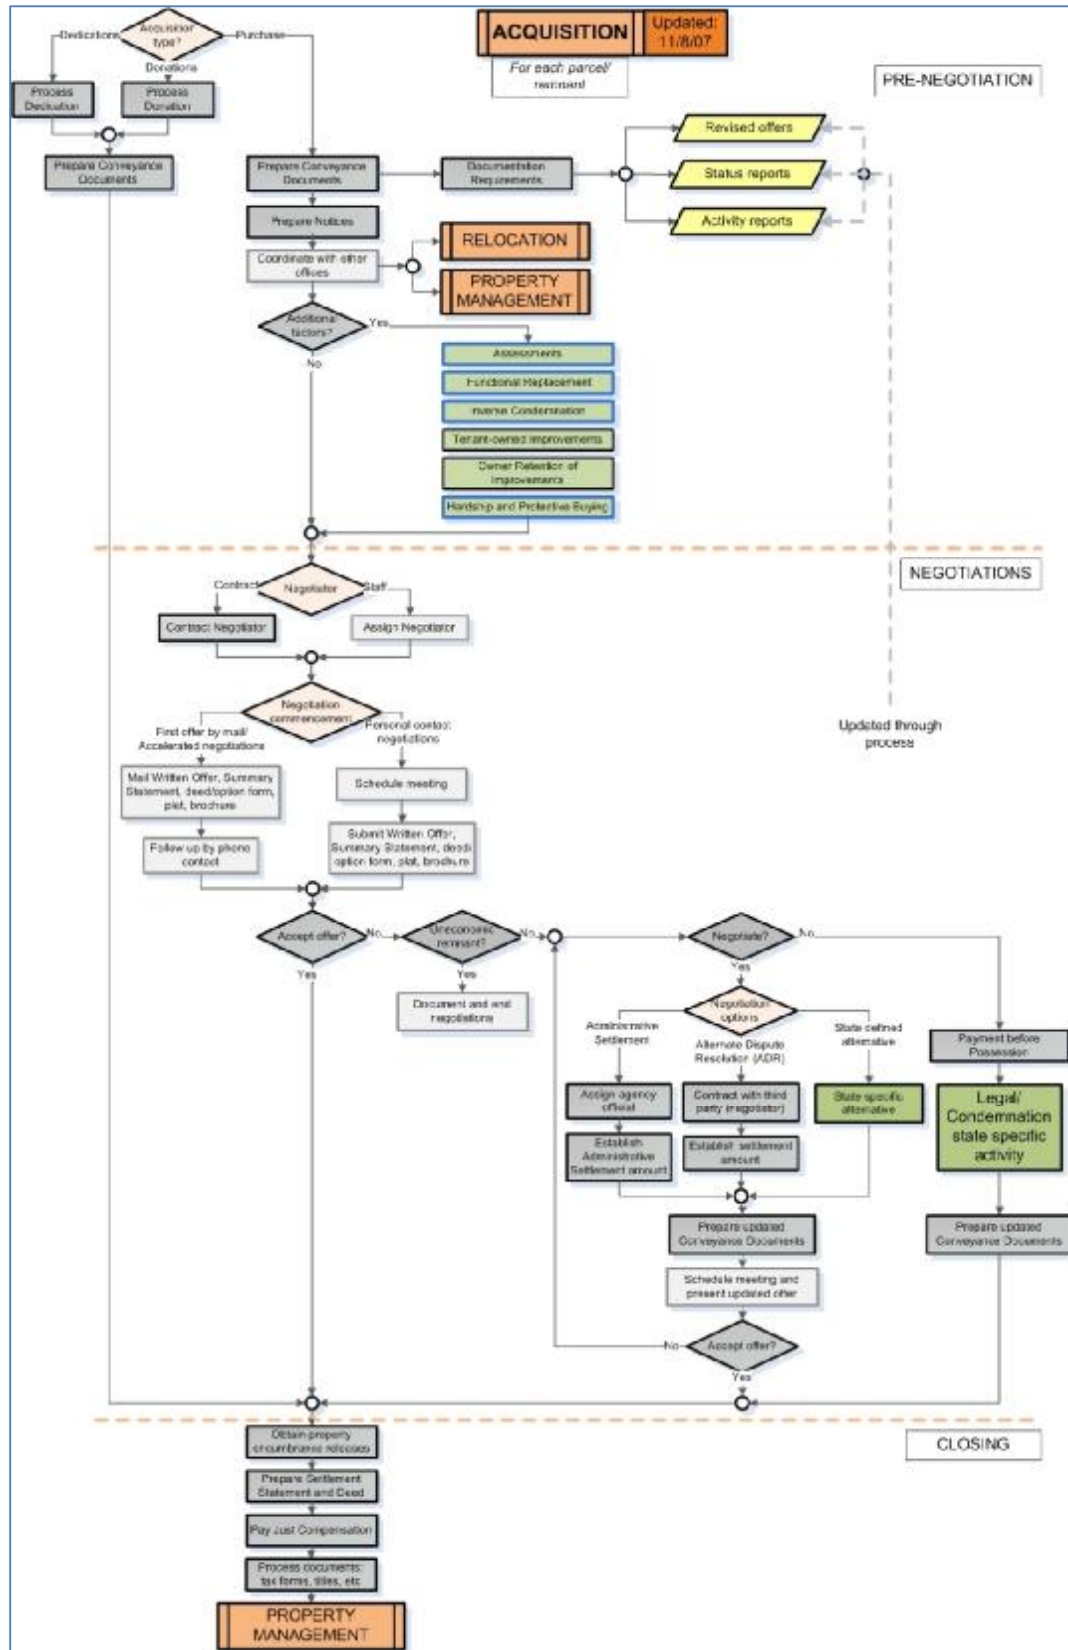 ACQUISITION
Updated:
11/8/07
For each parcel/
remnant
PRE-NEGOTIATION
Acquisition
type?
Dedications
Purchase
Donations
Process
Dedication
Process
Donation
Prepare Conveyance
Documents
Prepare Conveyance
Documents
Documentation
Requirements
Revised offers
Status reports
Activity reports
Prepare Notices
Coordinate with other
offices
RELOCATION
PROPERTY
MANAGEMENT
Additional
factors?
Yes
No
Assessments
Functional Replacement
Inverse Condemnation
Tenant-owned improvements
Owner Retention of
Improvements
Hardship and Protective Buying
NEGOTIATIONS
Contract
Negotiator
Staff
Contract Negotiator
Assign Negotiator
Negotiation
commencement
First offer by mail/
Accelerated negotiations
Personal contact
negotiations
Updated through
process
Mail Written Offer, Summary
Statement, deed/option form,
plat, brochure
Schedule meeting
Follow up by phone
contact
Submit Written Offer,
Summary Statement, deed/
option form, plat, brochure
Accept offer?
No
Uneconomic
remnant?
No
Negotiate?
No
Yes
Yes
Yes
Document and end
negotiations
Negotiation
options
Administrative
Settlement
Alternate Dispute
Resolution (ADR)
State defined
alternative
Payment before
Possession
Assign agency
official
Contract with third
party (negotiator)
State specific
alternative
Legal/
Condemnation
state specific
activity
Establish
Administrative
Settlement amount
Establish settlement
amount
Prepare updated
Conveyance Documents
Prepare updated
Conveyance Documents
Schedule meeting and
present updated offer
No
Accept offer?
Yes
CLOSING
Obtain property
encumbrance releases
Prepare Settlement
Statement and Deed
Pay Just Compensation
Process documents:
tax forms, titles, etc
PROPERTY
MANAGEMENT